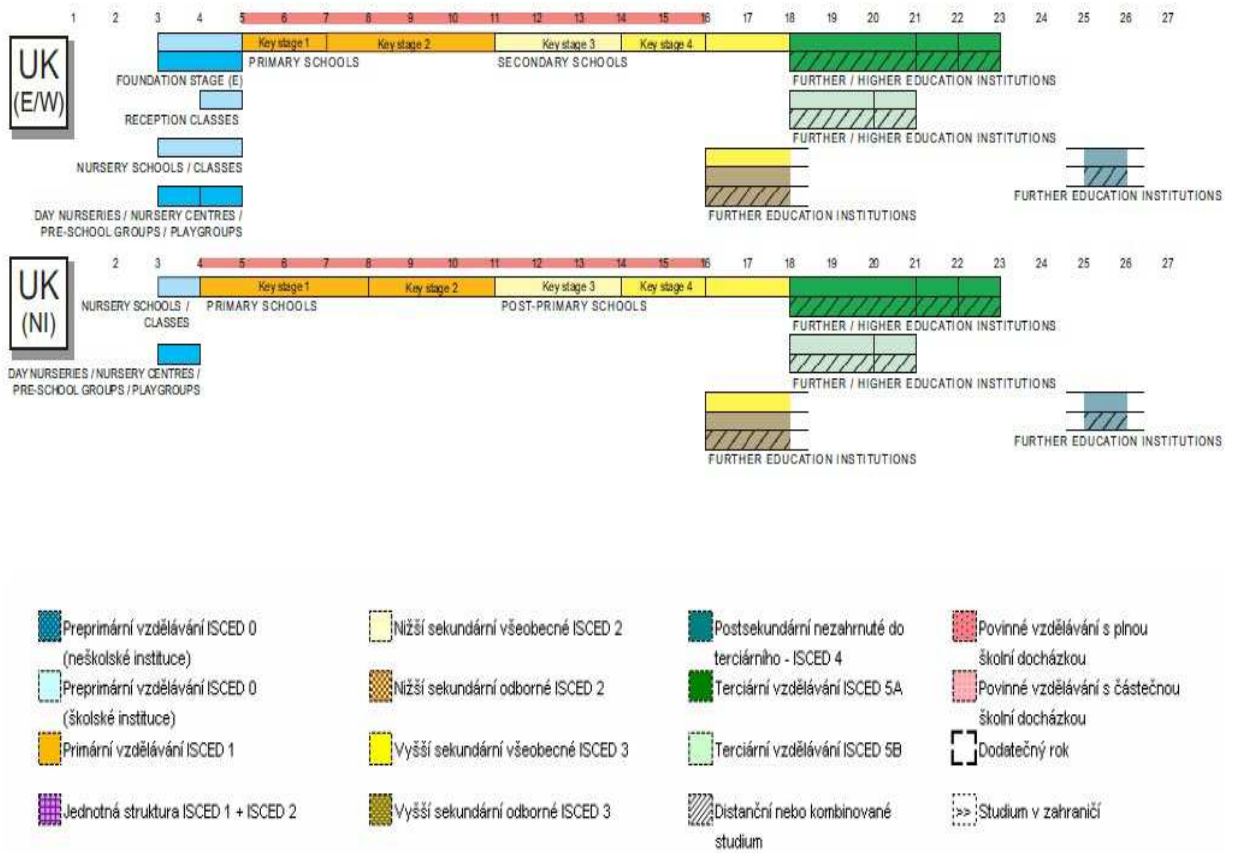 1 2 3 4 5 6 7 8 9 10 11 12 13 14 15 16 17 18 19 20 21 22 23 24 25 26 27
UK
(E/W)
Key stage 1 Key stage 2 Key stage 3 Key stage 4
PRIMARY SCHOOLS SECONDARY SCHOOLS
FOUNDATION STAGE (E) FURTHER / HIGHER EDUCATION INSTITUTIONS
RECEPTION CLASSES
FURTHER / HIGHER EDUCATION INSTITUTIONS
NURSERY SCHOOLS / CLASSES
FURTHER EDUCATION INSTITUTIONS
DAY NURSERIES / NURSERY CENTRES /
PRE-SCHOOL GROUPS / PLAYGROUPS
FURTHER EDUCATION INSTITUTIONS
2 3 4 5 6 7 8 9 10 11 12 13 14 15 16 17 18 19 20 21 22 23 24 25 26 27
UK
(NI)
Key stage 1 Key stage 2 Key stage 3 Key stage 4
NURSERY SCHOOLS /
CLASSES
PRIMARY SCHOOLS POST-PRIMARY SCHOOLS
FURTHER / HIGHER EDUCATION INSTITUTIONS
DAY NURSERIES / NURSERY CENTRES /
PRE-SCHOOL GROUPS / PLAYGROUPS
FURTHER / HIGHER EDUCATION INSTITUTIONS
FURTHER EDUCATION INSTITUTIONS
FURTHER EDUCATION INSTITUTIONS
Preprimární vzdělávání ISCED 0
(neškolské instituce)
Preprimární vzdělávání ISCED 0
(školské instituce)
Primární vzdělávání ISCED 1
Jednotná struktura ISCED 1 + ISCED 2
Nižší sekundární všeobecné ISCED 2
Nižší sekundární odborné ISCED 2
Vyšší sekundární všeobecné ISCED 3
Vyšší sekundární odborné ISCED 3
Postsekundární nezahrnuté do
terciárního - ISCED 4
Terciární vzdělávání ISCED 5A
Terciární vzdělávání ISCED 5B
Distanční nebo kombinované
studium
Povinné vzdělávání s plnou
školní docházkou
Povinné vzdělávání s částečnou
školní docházkou
Dodatečný rok
>> Studium v zahraničí